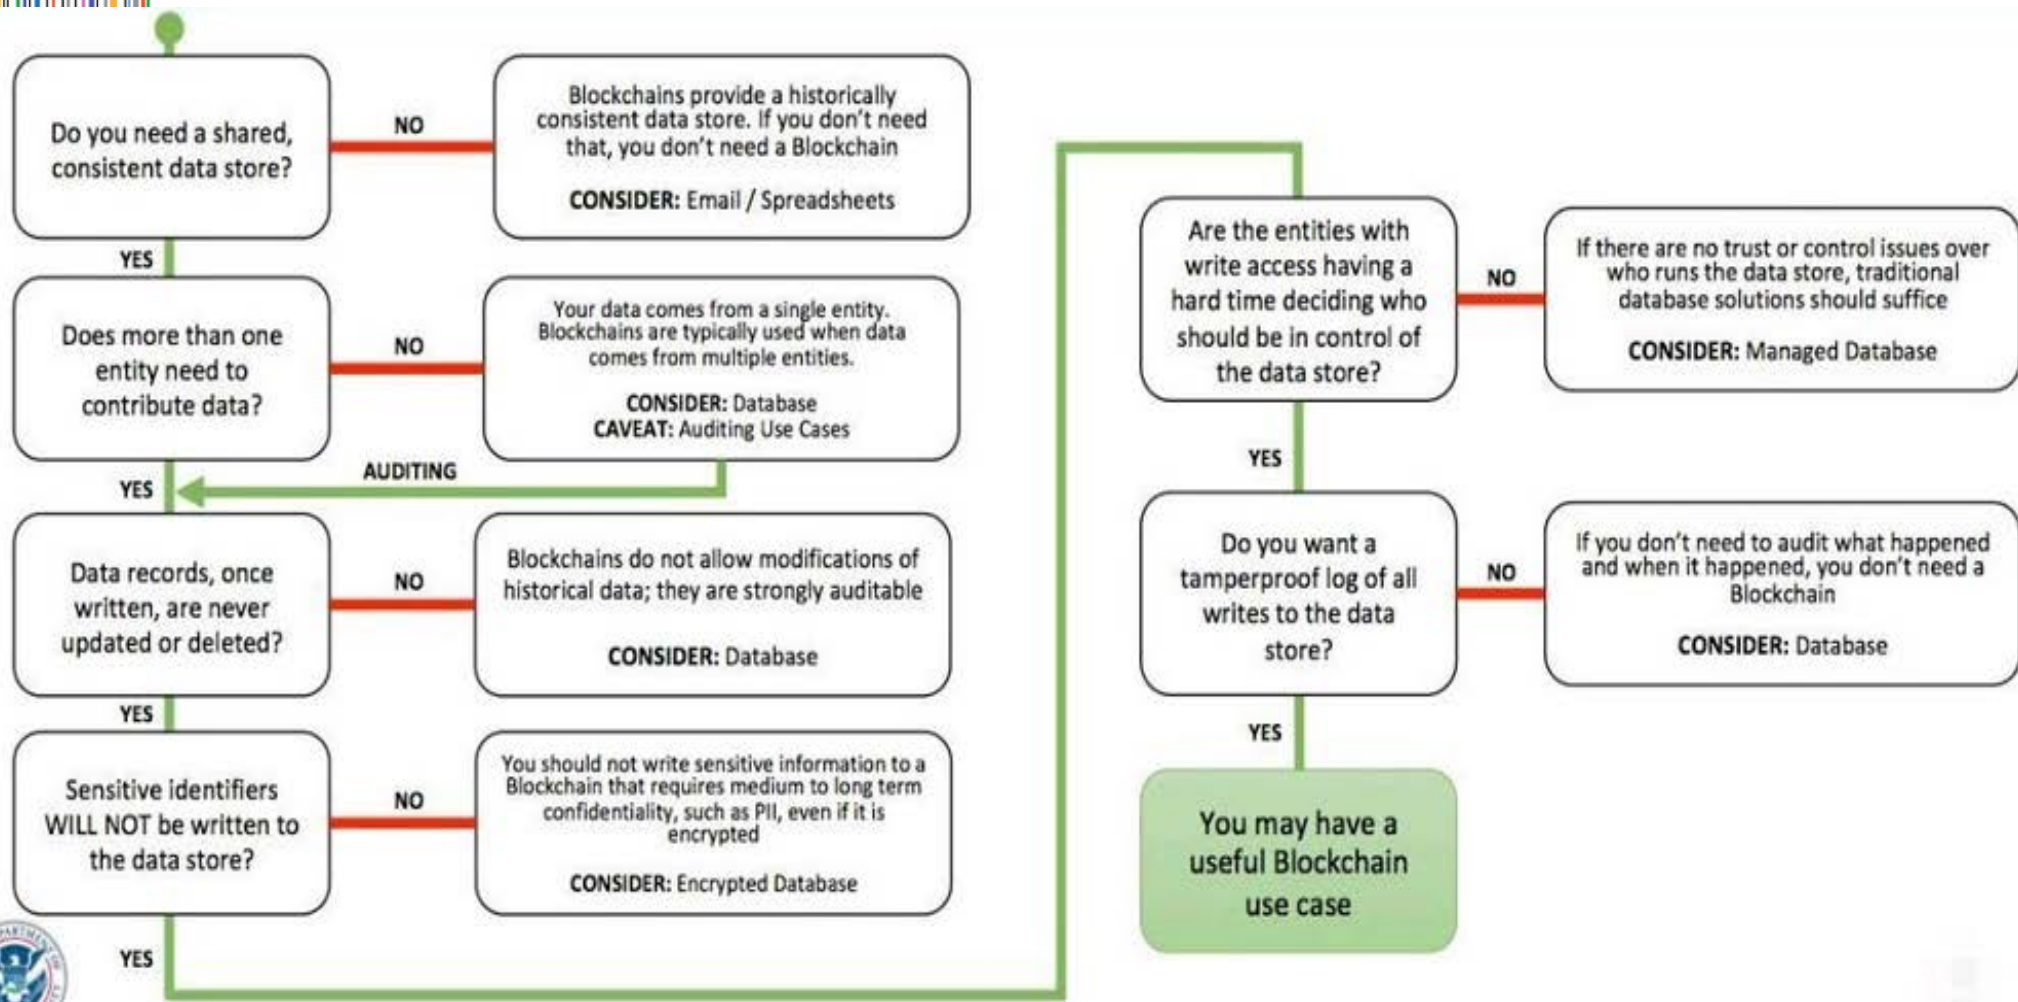 Do you need a shared,
consistent data store?
NO
Blockchains provide a historically
consistent data store. If you don't need
that, you don't need a Blockchain
CONSIDER: Email / Spreadsheets
YES
Does more than one
entity need to
contribute data?
NO
Your data comes from a single entity.
Blockchains are typically used when data
comes from multiple entities.
CONSIDER: Database
CAVEAT: Auditing Use Cases
AUDITING
YES
Data records, once
written, are never
updated or deleted?
NO
Blockchains do not allow modifications of
historical data; they are strongly auditable
CONSIDER: Database
YES
Sensitive identifiers
WILL NOT be written to
the data store?
NO
You should not write sensitive information to a
Blockchain that requires medium to long term
confidentiality, such as PII, even if it is
encrypted
CONSIDER: Encrypted Database
YES
Are the entities with
write access having a
hard time deciding who
should be in control of
the data store?
NO
If there are no trust or control issues over
who runs the data store, traditional
database solutions should suffice
CONSIDER: Managed Database
YES
Do you want a
tamperproof log of all
writes to the data
store?
NO
If you don't need to audit what happened
and when it happened, you don't need a
Blockchain
CONSIDER: Database
YES
You may have a
useful Blockchain
use case